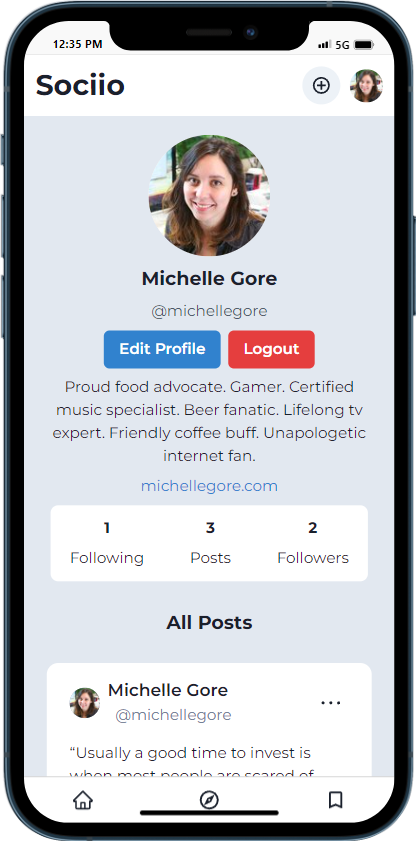 12:35 PM 5G
Sociio
Michelle Gore
@michellegore
Edit Profile Logout
Proud food advocate. Gamer. Certified
music specialist. Beer fanatic. Lifelong tv
expert. Friendly coffee buff. Unapologetic
internet fan.
michellegore.com
1 3 2
Following Posts Followers
All Posts
Michelle Gore
@michellegore
“Usually a good time to invest is
when most people are scared of